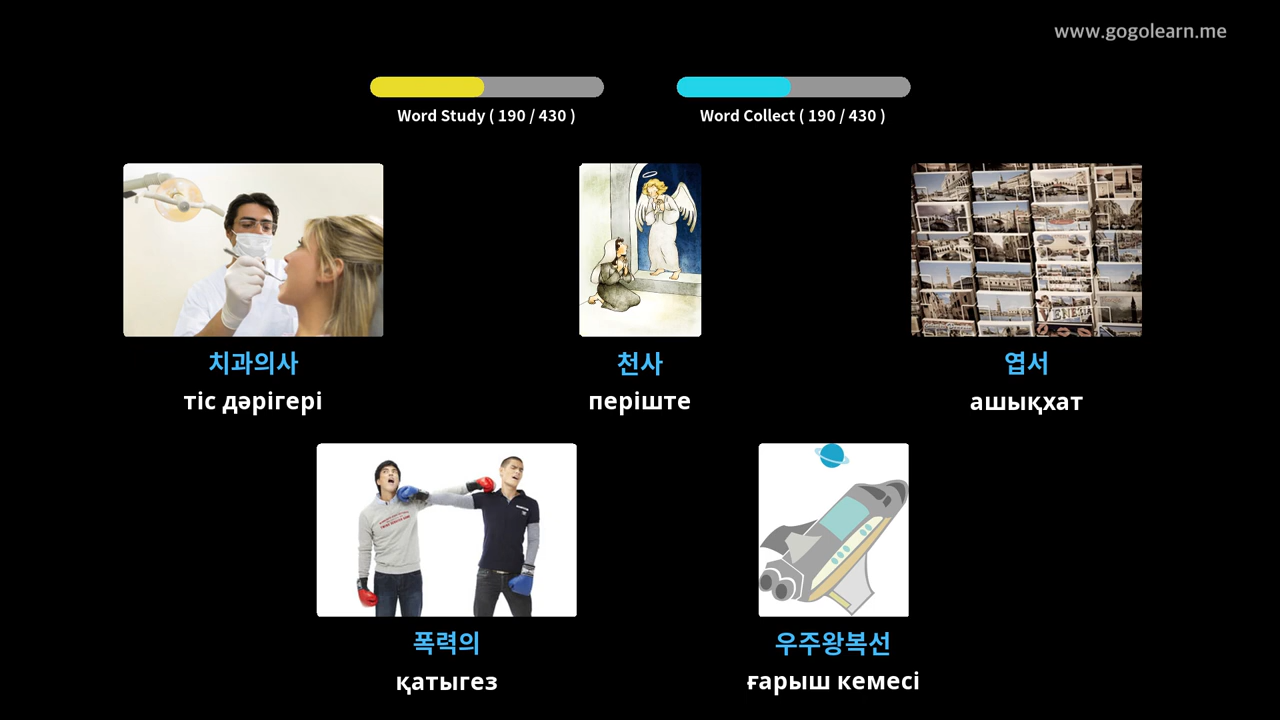 www.gogolearn.me
Word Study ( 190 / 430 )
Word Collect ( 190 / 430 )
VENEZIA
치과의사
천사
엽서
тіс дәрігері
періште
ашықхат
폭력의
우주왕복선
қатыгез
ғарыш кемесі